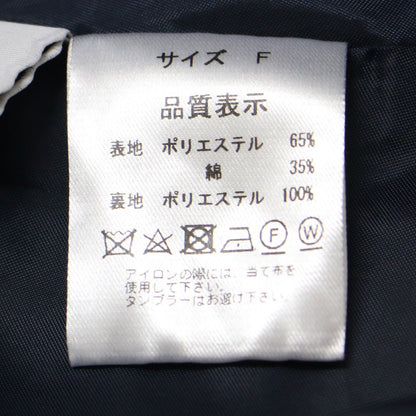 サイズ F
品質表示
表地 ポリエステル 65%
綿 35%
裏地 ポリエステル 100%
F W
アイロンの際には、当て布を
使用して下さい。
タンブラーはお避け下さい。